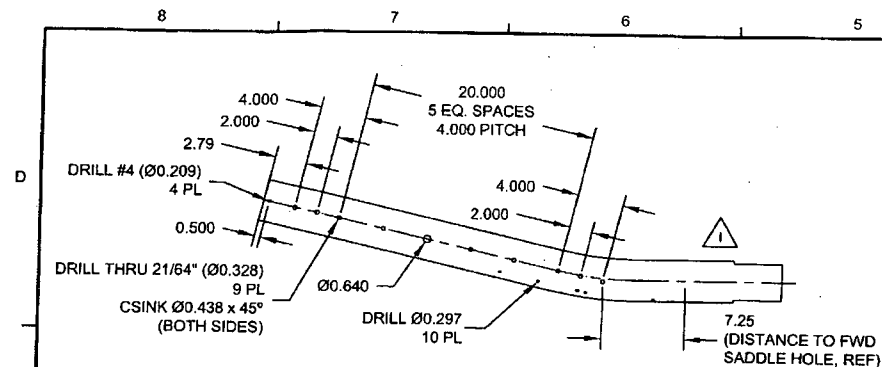 8
7
6
5
D
20.000
5 EQ. SPACES
4.000 PITCH
4.000
2.000
2.79
DRILL #4 (Ø0.209)
4 PL
0.500
4.000
2.000
1
DRILL THRU 21/64" (Ø0.328)
9 PL
CSINK Ø0.438 x 45°
(BOTH SIDES)
Ø0.640
DRILL Ø0.297
10 PL
7.25
(DISTANCE TO FWD
SADDLE HOLE, REF)